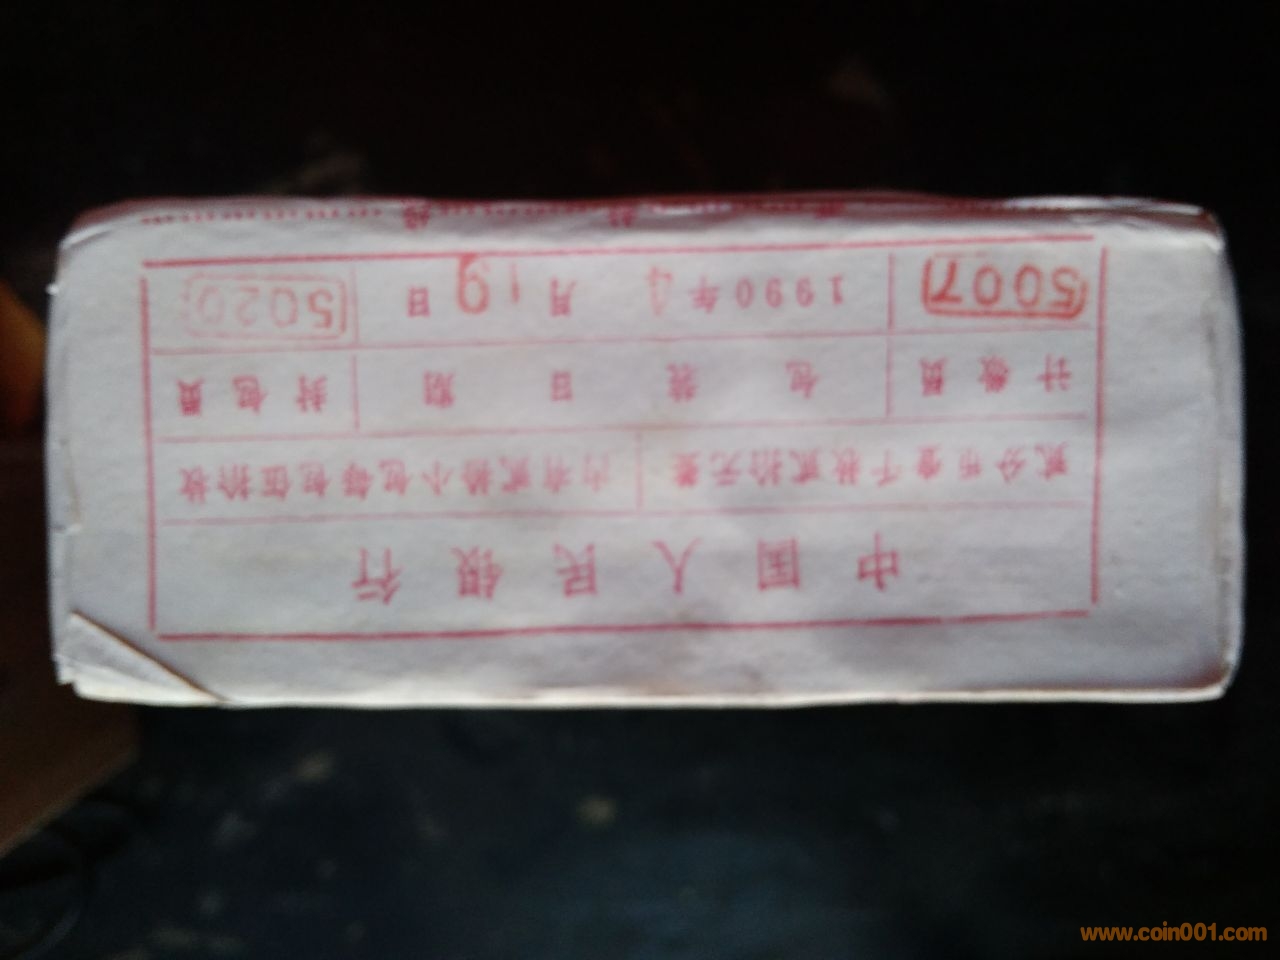 中国人民银行
贰分币壹千枚贰拾元整 内有贰拾小包每包伍拾枚
计数员 包装日期 封包员
5007 1990年4月19日 5020
www.coin001.com